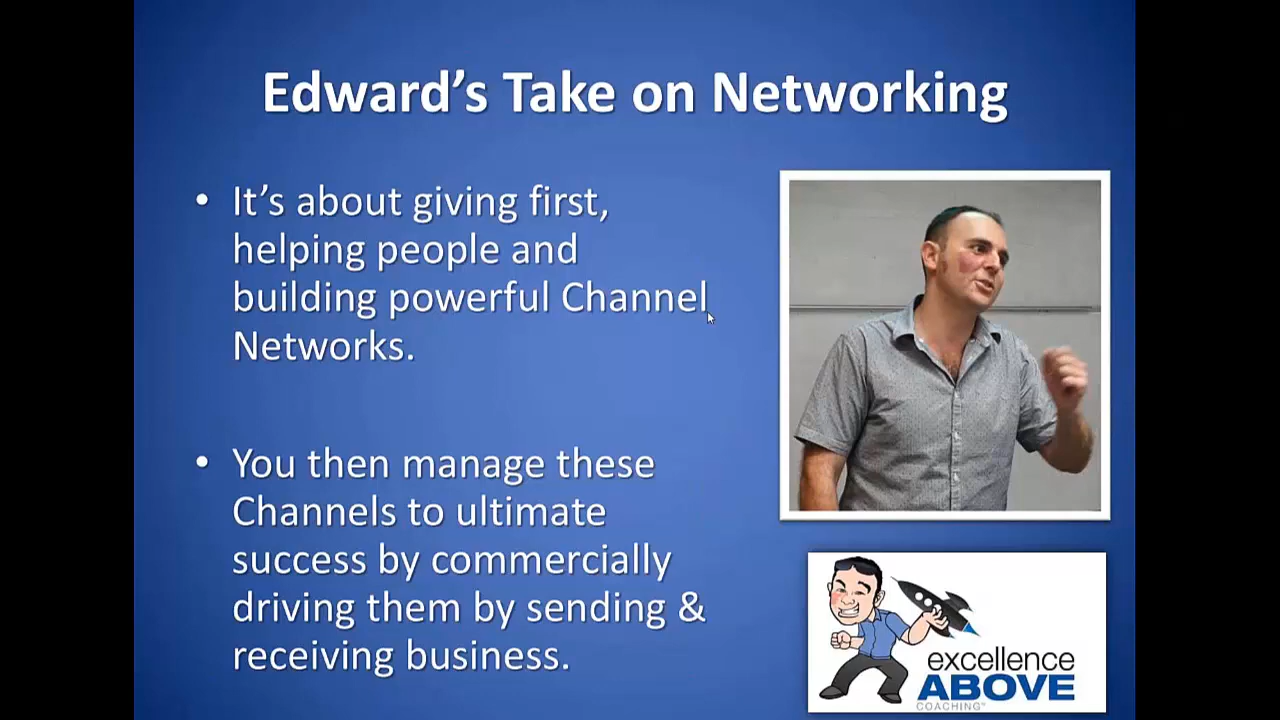 Edward's Take on Networking
• It's about giving first,
helping people and
building powerful Channel
Networks.
• You then manage these
Channels to ultimate
success by commercially
driving them by sending &
receiving business.
excellence
ABOVE
COACHING™